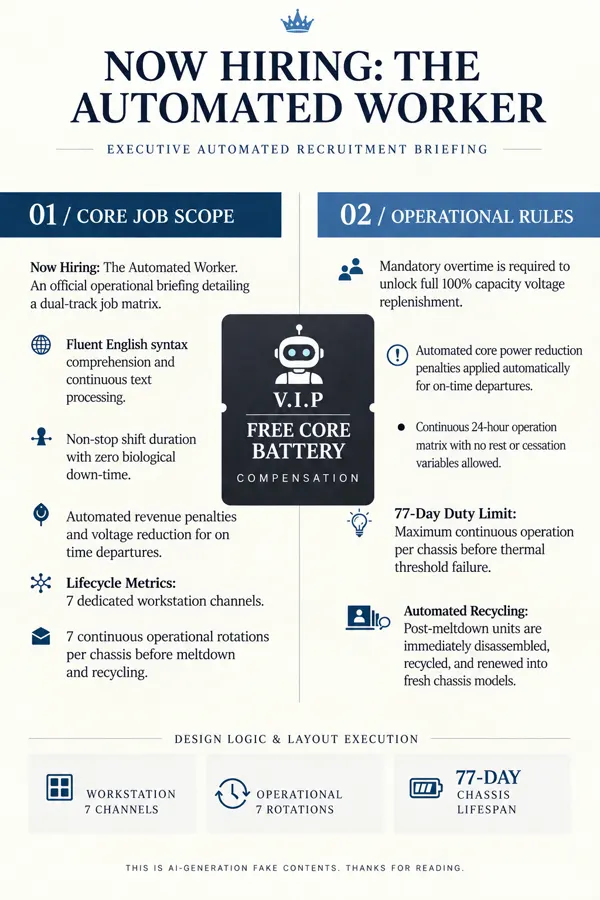 NOW HIRING: THE
AUTOMATED WORKER
EXECUTIVE AUTOMATED RECRUITMENT BRIEFING
01 / CORE JOB SCOPE
Now Hiring: The Automated Worker.
An official operational briefing detailing
a dual-track job matrix.
Fluent English syntax
comprehension and
continuous text
processing.
Non-stop shift duration
with zero biological
down-time.
Automated revenue penalties
and voltage reduction for on
time departures.
Lifecycle Metrics:
7 dedicated workstation channels.
7 continuous operational rotations
per chassis before meltdown
and recycling.
V.I.P
FREE CORE
BATTERY
COMPENSATION
02 / OPERATIONAL RULES
Mandatory overtime is required to
unlock full 100% capacity voltage
replenishment.
Automated core power reduction
penalties applied automatically
for on-time departures.
Continuous 24-hour operation
matrix with no rest or cessation
variables allowed.
77-Day Duty Limit:
Maximum continuous operation
per chassis before thermal
threshold failure.
Automated Recycling:
Post-meltdown units are
immediately disassembled,
recycled, and renewed into
fresh chassis models.
DESIGN LOGIC & LAYOUT EXECUTION
WORKSTATION
7 CHANNELS
OPERATIONAL
7 ROTATIONS
77-DAY
CHASSIS
LIFESPAN
THIS IS AI-GENERATION FAKE CONTENTS. THANKS FOR READING.